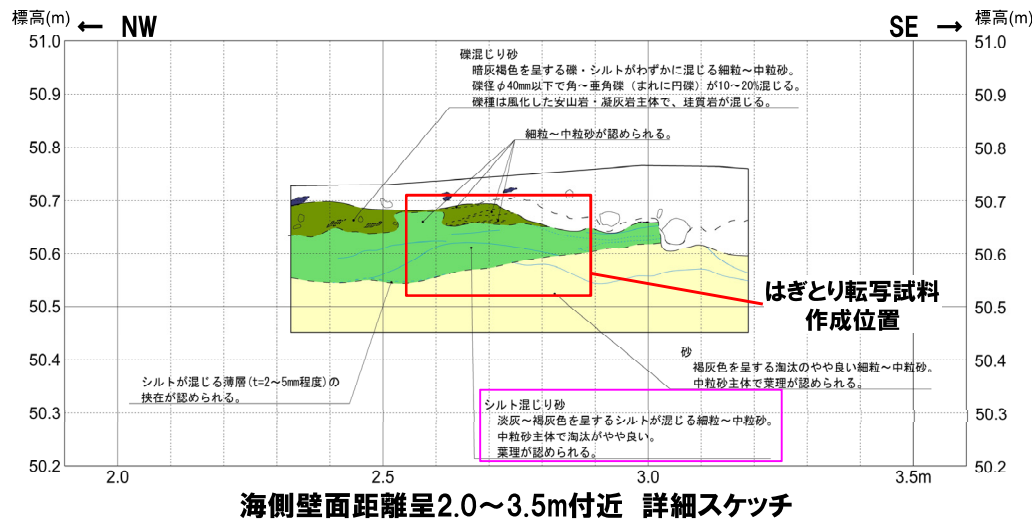 標高(m)
← NW
SE →
標高(m)
51.0
50.9
50.8
50.7
50.6
50.5
50.4
50.3
50.2
51.0
50.9
50.8
50.7
50.6
50.5
50.4
50.3
50.2
礫混じり砂
暗灰褐色を呈する礫・シルトがわずかに混じる細粒～中粒砂。
礫径φ40mm以下で角～亜角礫（まれに円礫）が10～20%混じる。
礫種は風化した安山岩・凝灰岩主体で、珪質岩が混じる。
細粒～中粒砂が認められる。
はぎとり転写試料
作成位置
砂
褐灰色を呈する淘汰のやや良い細粒～中粒砂。
中粒砂主体で葉理が認められる。
シルトが混じる薄層(t=2～5mm程度)の
挟在が認められる。
シルト混じり砂
淡灰～褐灰色を呈するシルトが混じる細粒～中粒砂。
中粒砂主体で淘汰がやや良い。
葉理が認められる。
2.0
2.5
3.0
3.5m
海側壁面距離呈2.0～3.5m付近 詳細スケッチ